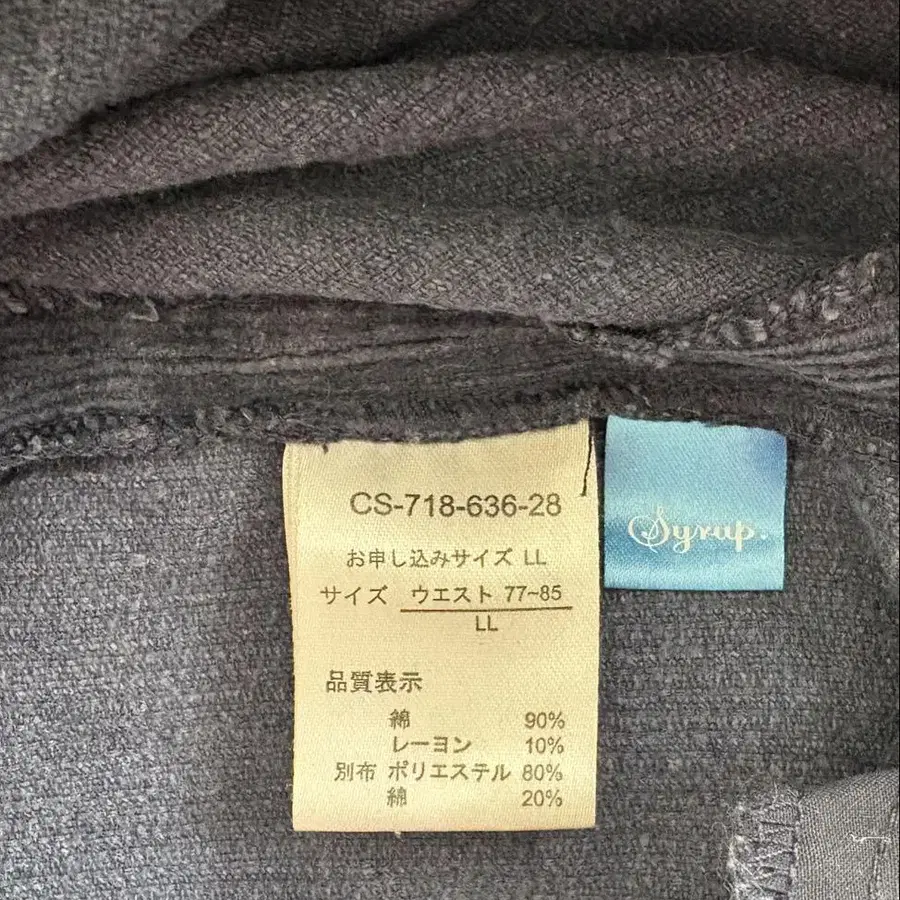 CS-718-636-28
お申し込みサイズ LL
サイズ ウエスト 77~85
LL
品質表示
綿 90%
レーヨン 10%
別布 ポリエステル 80%
綿 20%
Syrup.